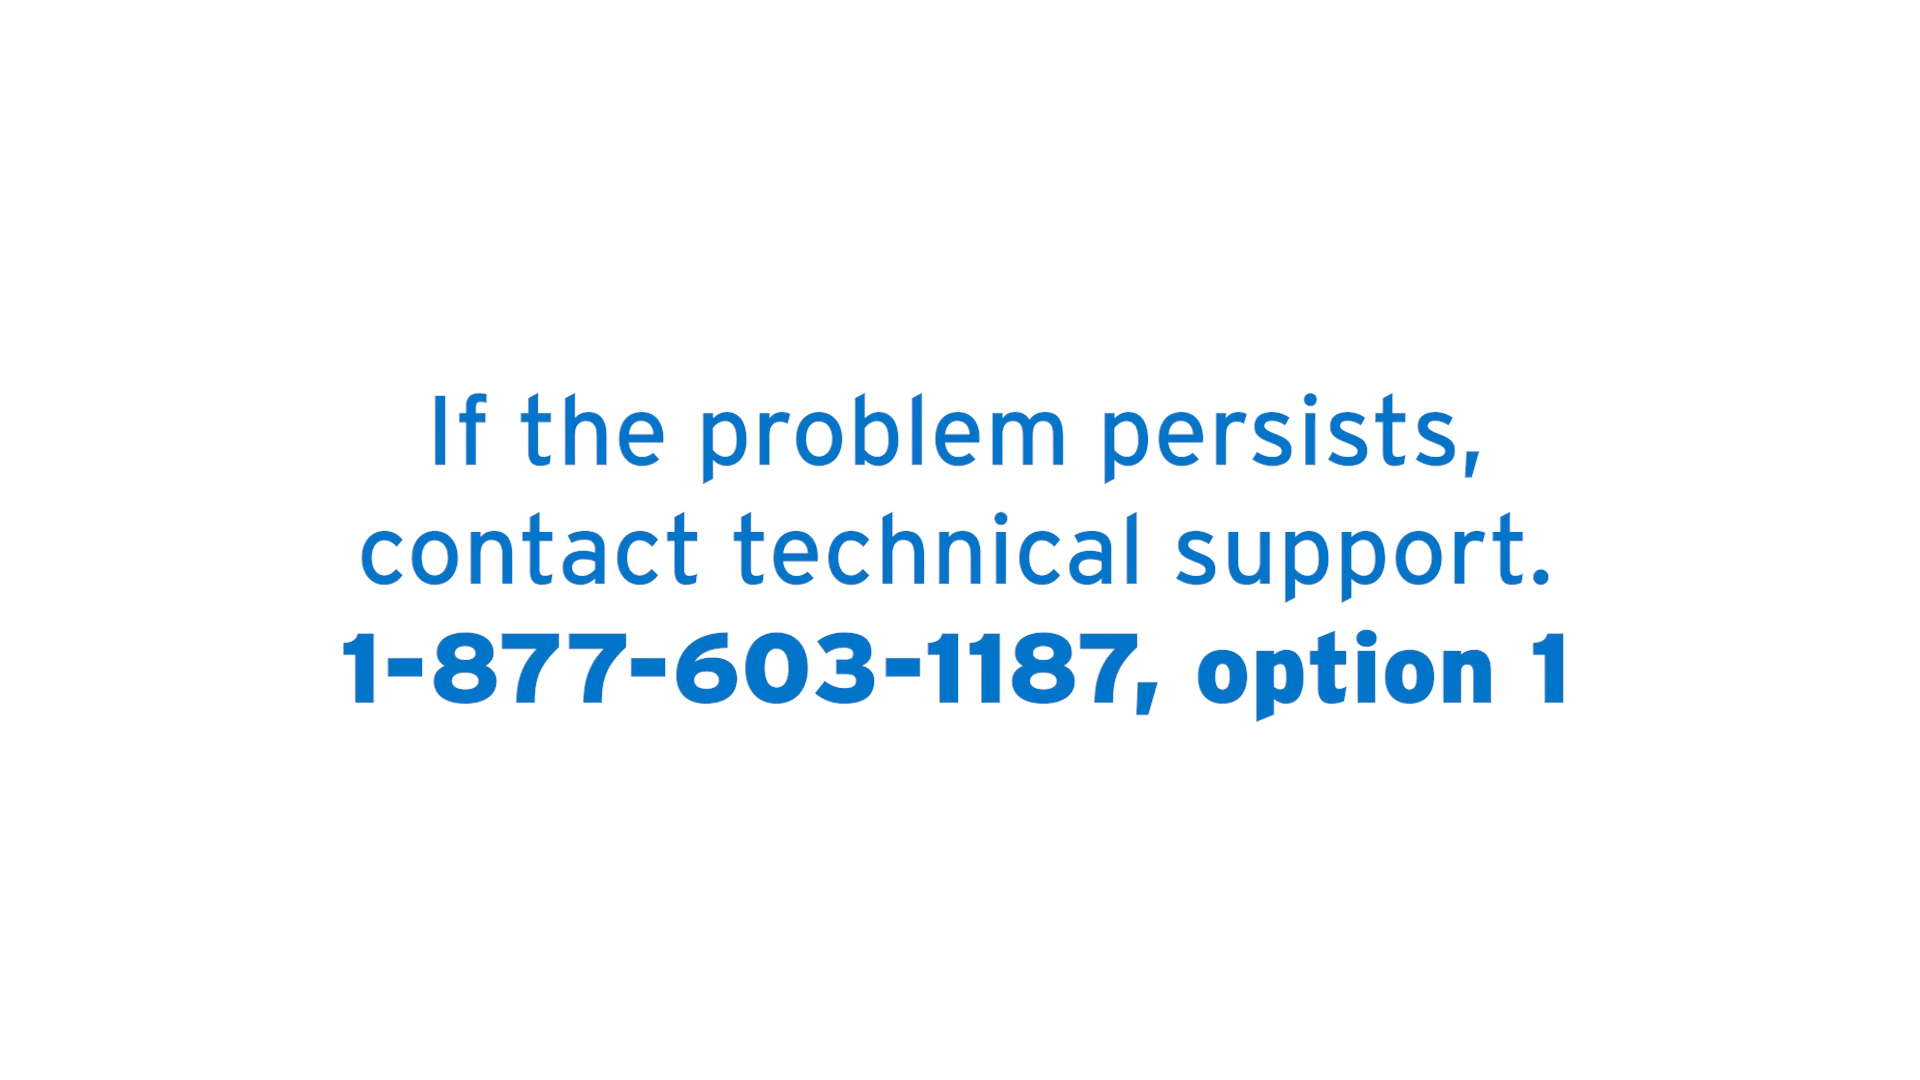 If the problem persists,
contact technical support.
1-877-603-1187, option 1